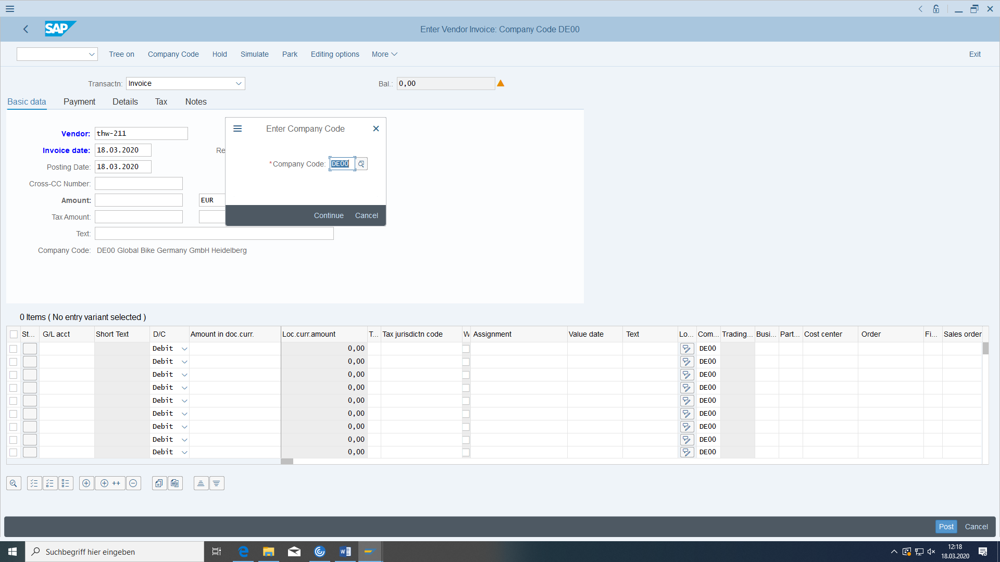 SAP
Enter Vendor Invoice: Company Code DE00
Tree on Company Code Hold Simulate Park Editing options More Exit
Transactn: Invoice Bal.: 0,00
Basic data Payment Details Tax Notes
Enter Company Code
*Company Code: DE00
Continue Cancel
Vendor: thw-211
Invoice date: 18.03.2020 Re
Posting Date: 18.03.2020
Cross-CC Number:
Amount: EUR
Tax Amount:
Text:
Company Code: DE00 Global Bike Germany GmbH Heidelberg
0 Items ( No entry variant selected )
St... G/L acct Short Text D/C Amount in doc.curr. Loc.curr.amount T... Tax jurisdictn code W Assignment Value date Text Lo... Com... Trading... Busi... Part... Cost center Order Fi... Sales order
Debit 0,00 DE00
Debit 0,00 DE00
Debit 0,00 DE00
Debit 0,00 DE00
Debit 0,00 DE00
Debit 0,00 DE00
Debit 0,00 DE00
Debit 0,00 DE00
Debit 0,00 DE00
++
Post Cancel
Suchbegriff hier eingeben
12:18
18.03.2020